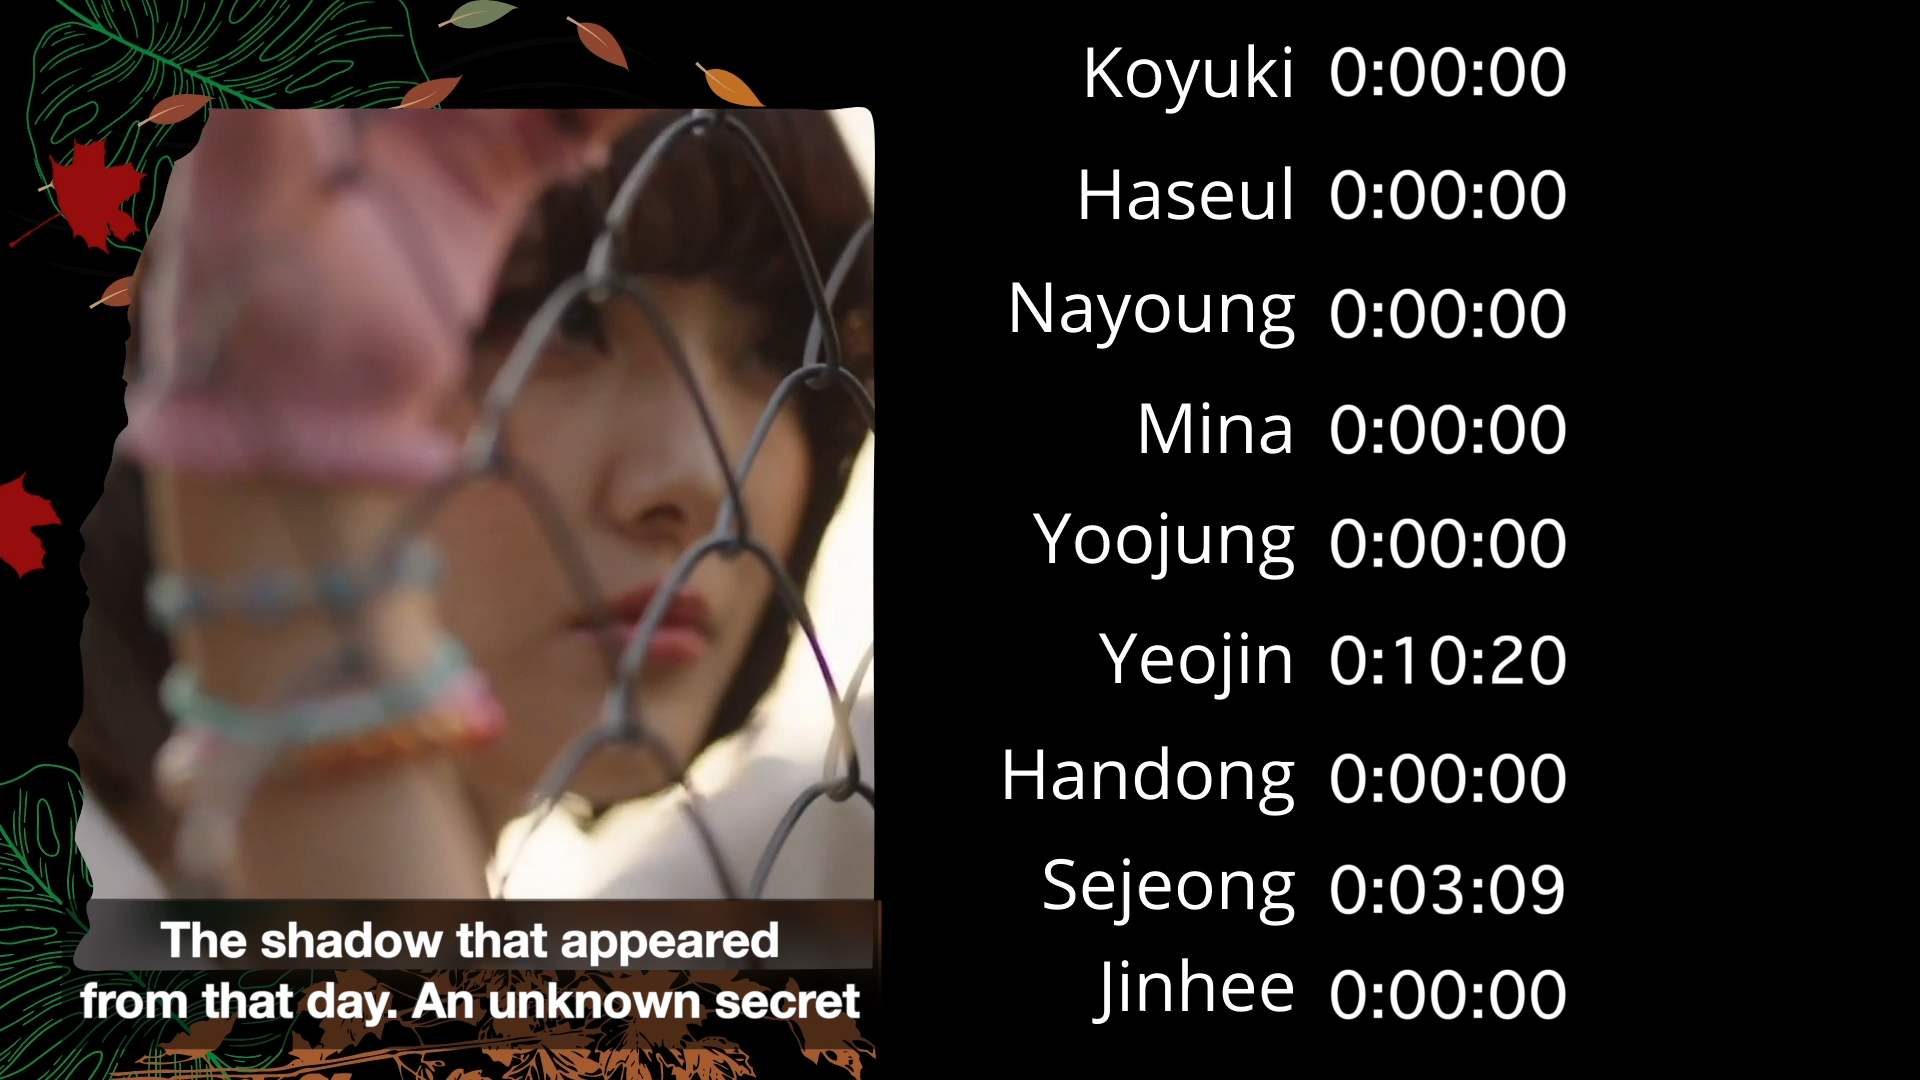 Koyuki 0:00:00
Haseul 0:00:00
Nayoung 0:00:00
Mina 0:00:00
Yoojung 0:00:00
Yeojin 0:10:20
Handong 0:00:00
Sejeong 0:03:09
Jinhee 0:00:00
The shadow that appeared
from that day. An unknown secret